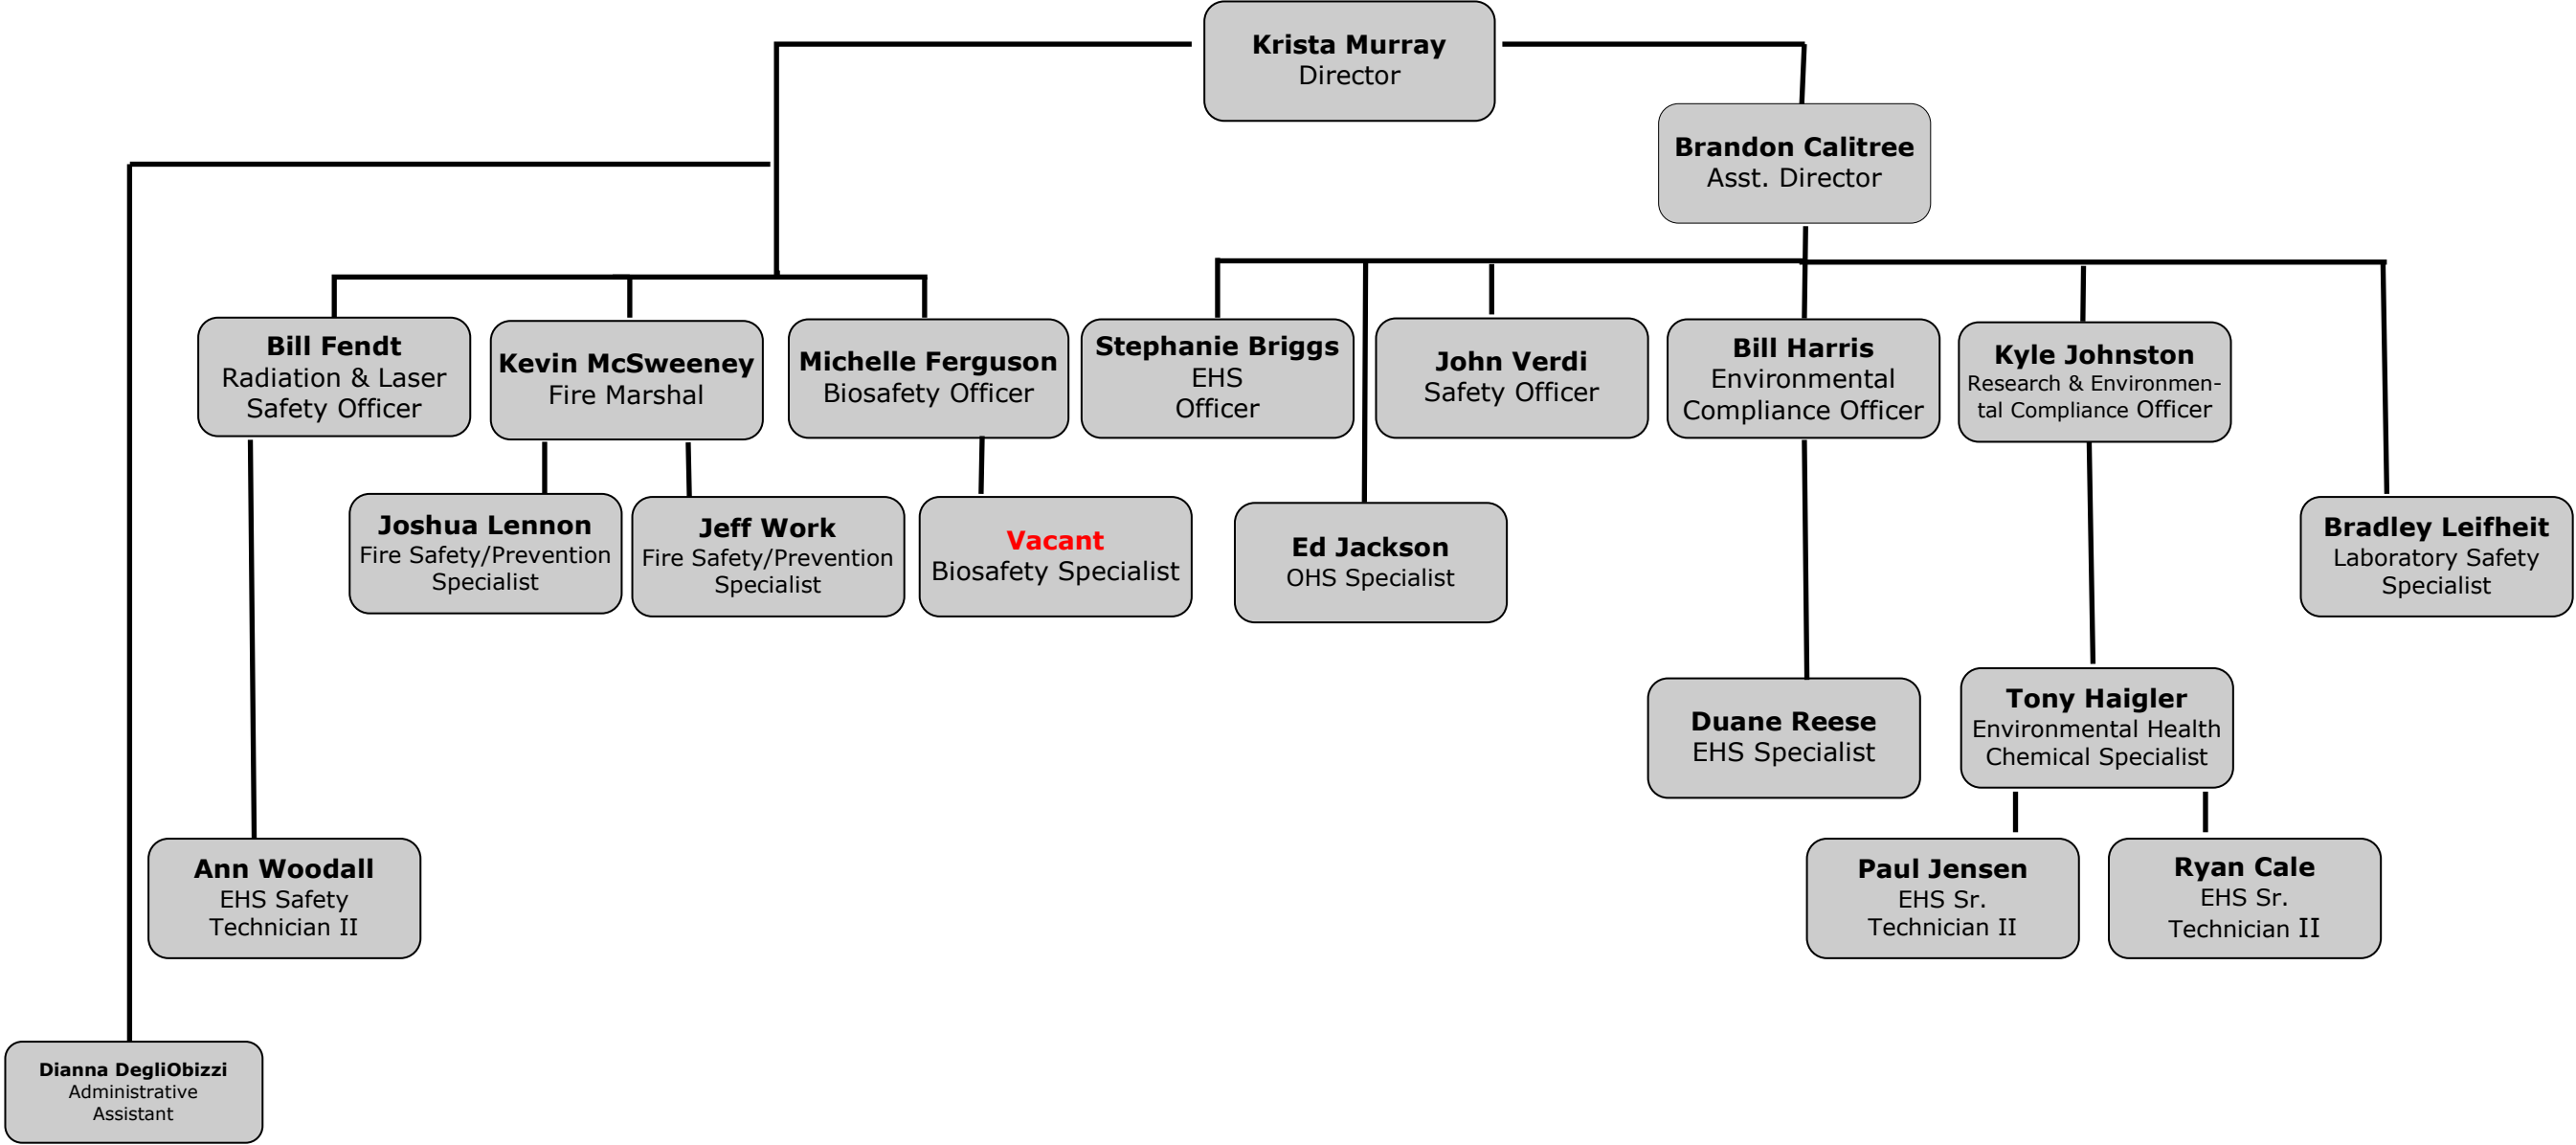 Krista Murray
Director
Brandon Calitree
Asst. Director
Bill Fendt
Radiation & Laser
Safety Officer
Kevin McSweeney
Fire Marshal
Michelle Ferguson
Biosafety Officer
Stephanie Briggs
EHS
Officer
John Verdi
Safety Officer
Bill Harris
Environmental
Compliance Officer
Kyle Johnston
Research & Environmen-
tal Compliance Officer
Joshua Lennon
Fire Safety/Prevention
Specialist
Jeff Work
Fire Safety/Prevention
Specialist
Vacant
Biosafety Specialist
Ed Jackson
OHS Specialist
Bradley Leifheit
Laboratory Safety
Specialist
Duane Reese
EHS Specialist
Tony Haigler
Environmental Health
Chemical Specialist
Ann Woodall
EHS Safety
Technician II
Paul Jensen
EHS Sr.
Technician II
Ryan Cale
EHS Sr.
Technician II
Dianna DegliObizzi
Administrative
Assistant